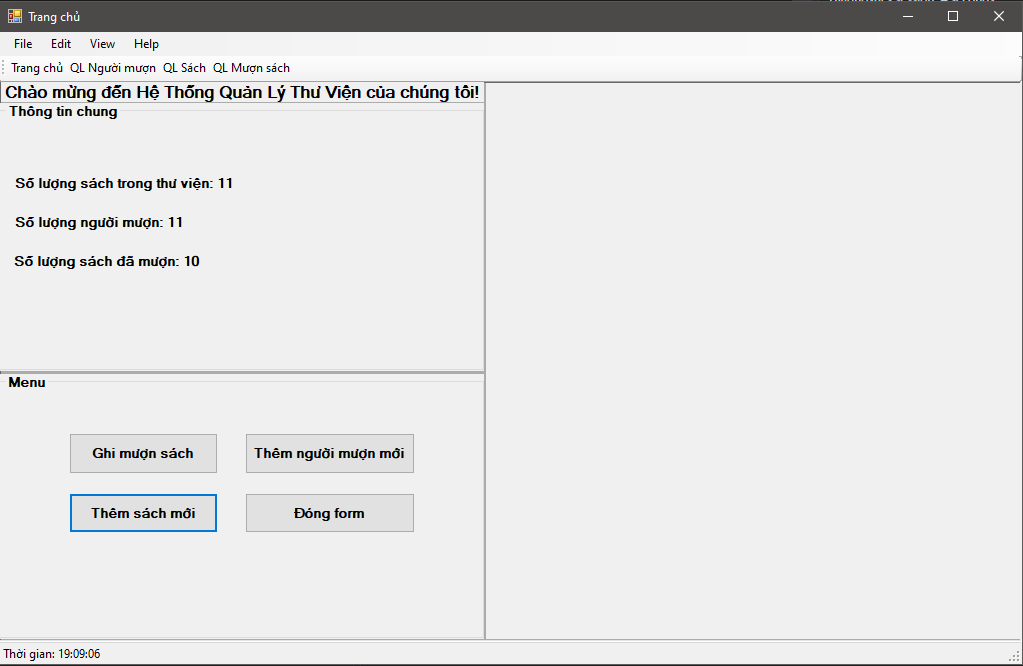 Trang chủ
File Edit View Help
Trang chủ QL Người mượn QL Sách QL Mượn sách
Chào mừng đến Hệ Thống Quản Lý Thư Viện của chúng tôi!
Thông tin chung
Số lượng sách trong thư viện: 11
Số lượng người mượn: 11
Số lượng sách đã mượn: 10
Menu
Ghi mượn sách Thêm người mượn mới
Thêm sách mới Đóng form
Thời gian: 19:09:06